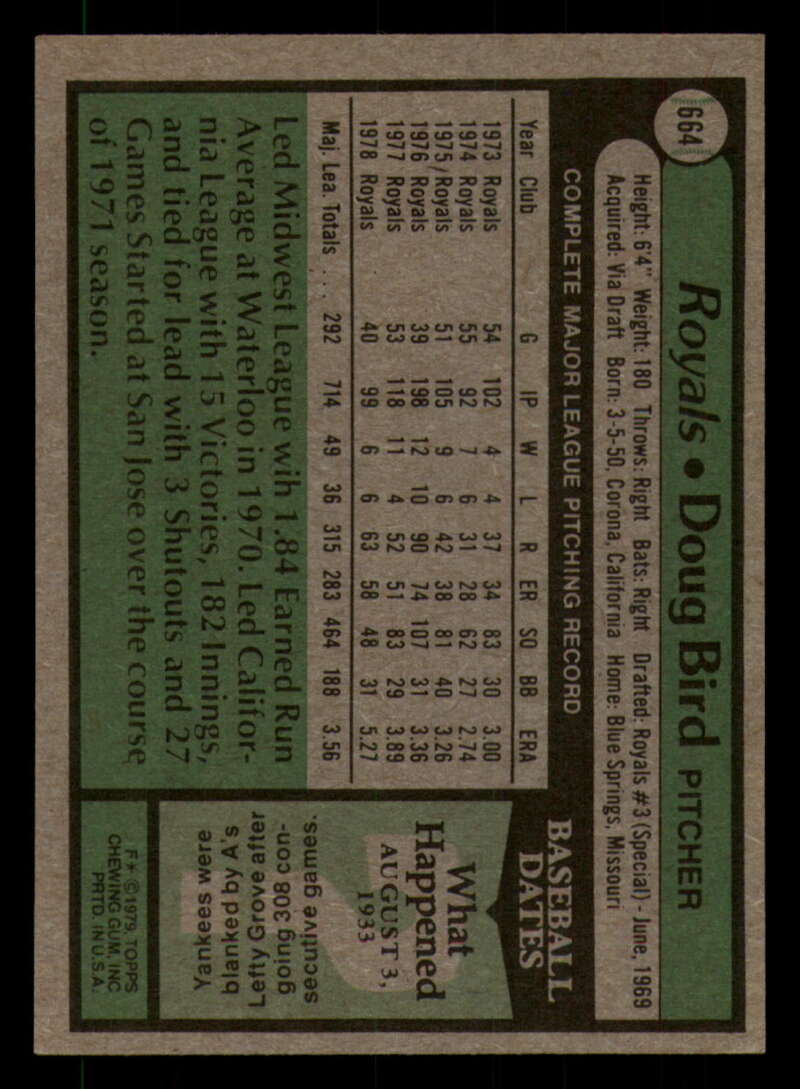 664
Royals • Doug Bird PITCHER
Height: 6'4" Weight: 180 Throws: Right Bats: Right Drafted: Royals #3 (Special) - June, 1969
Acquired: Via Draft Born: 3-5-50, Corona, California Home: Blue Springs, Missouri
COMPLETE MAJOR LEAGUE PITCHING RECORD
Year Club G IP W L R ER SO BB ERA
1973 Royals 54 102 4 4 37 34 83 30 3.00
1974 Royals 55 92 7 6 31 28 62 27 2.74
1975 Royals 51 105 9 6 42 38 81 40 3.26
1976 Royals 39 198 12 10 90 74 107 31 3.36
1977 Royals 53 118 11 4 52 51 83 29 3.89
1978 Royals 40 99 6 6 63 58 48 31 5.27
Maj. Lea. Totals . . . 292 714 49 36 315 283 464 188 3.56
Led Midwest League wih 1.84 Earned Run
Average at Waterloo in 1970. Led Califor-
nia League with 15 Victories, 182 Innings,
and tied for lead with 3 Shutouts and 27
Games Started at San Jose over the course
of 1971 season.
BASEBALL
DATES
What
Happened
AUGUST 3,
1933
Yankees were
blanked by A's
Lefty Grove after
going 308 con-
secutive games.
F* ©1979 TOPPS
CHEWING GUM, INC
PRTD. IN U.S.A.